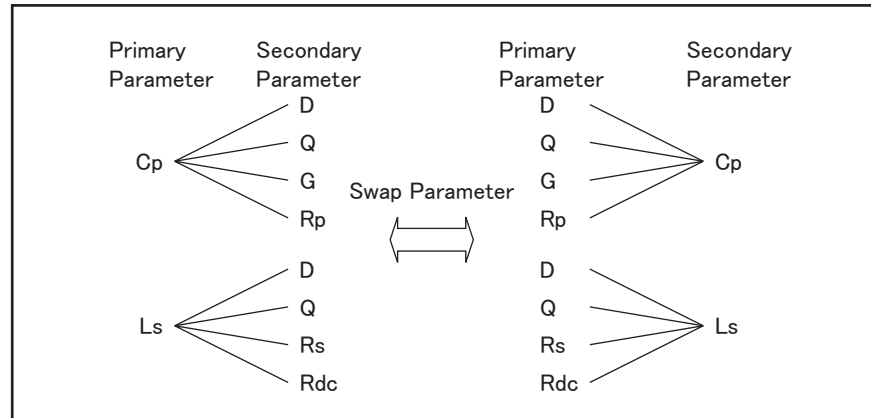 Primary Parameter
Secondary Parameter
Primary Parameter
Secondary Parameter
D
Q
Cp
G
Rp
D
Q
Ls
Rs
Rdc
Swap Parameter
D
Q
G
Rp
Cp
D
Q
Rs
Rdc
Ls